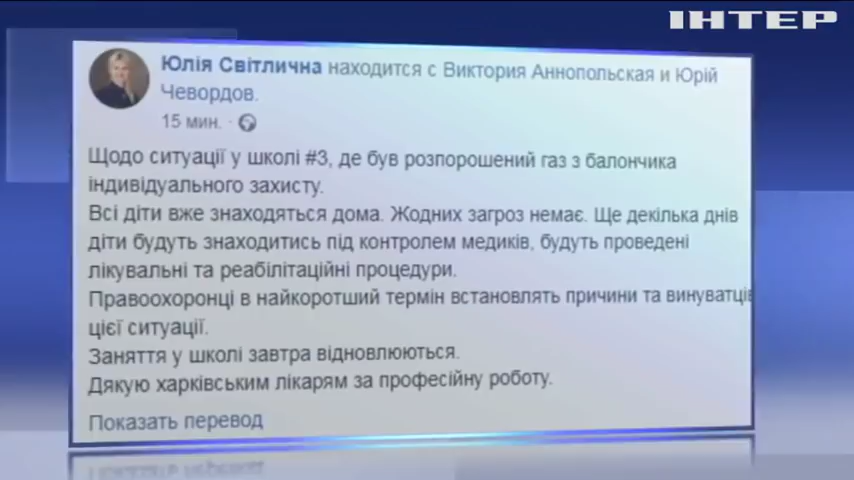 ІНТЕР
Юлія Світлична находится с Виктория Аннопольская и Юрій
Чевордов.
15 мин. ·
Щодо ситуації у школі #3, де був розпорошений газ з балончика
індивідуального захисту.
Всі діти вже знаходяться дома. Жодних загроз немає. Ще декілька днів
діти будуть знаходитись під контролем медиків, будуть проведені
лікувальні та реабілітаційні процедури.
Правоохоронці в найкоротший термін встановлять причини та винуватців
цієї ситуації.
Заняття у школі завтра відновлюються.
Дякую харківським лікарям за професійну роботу.
Показать перевод